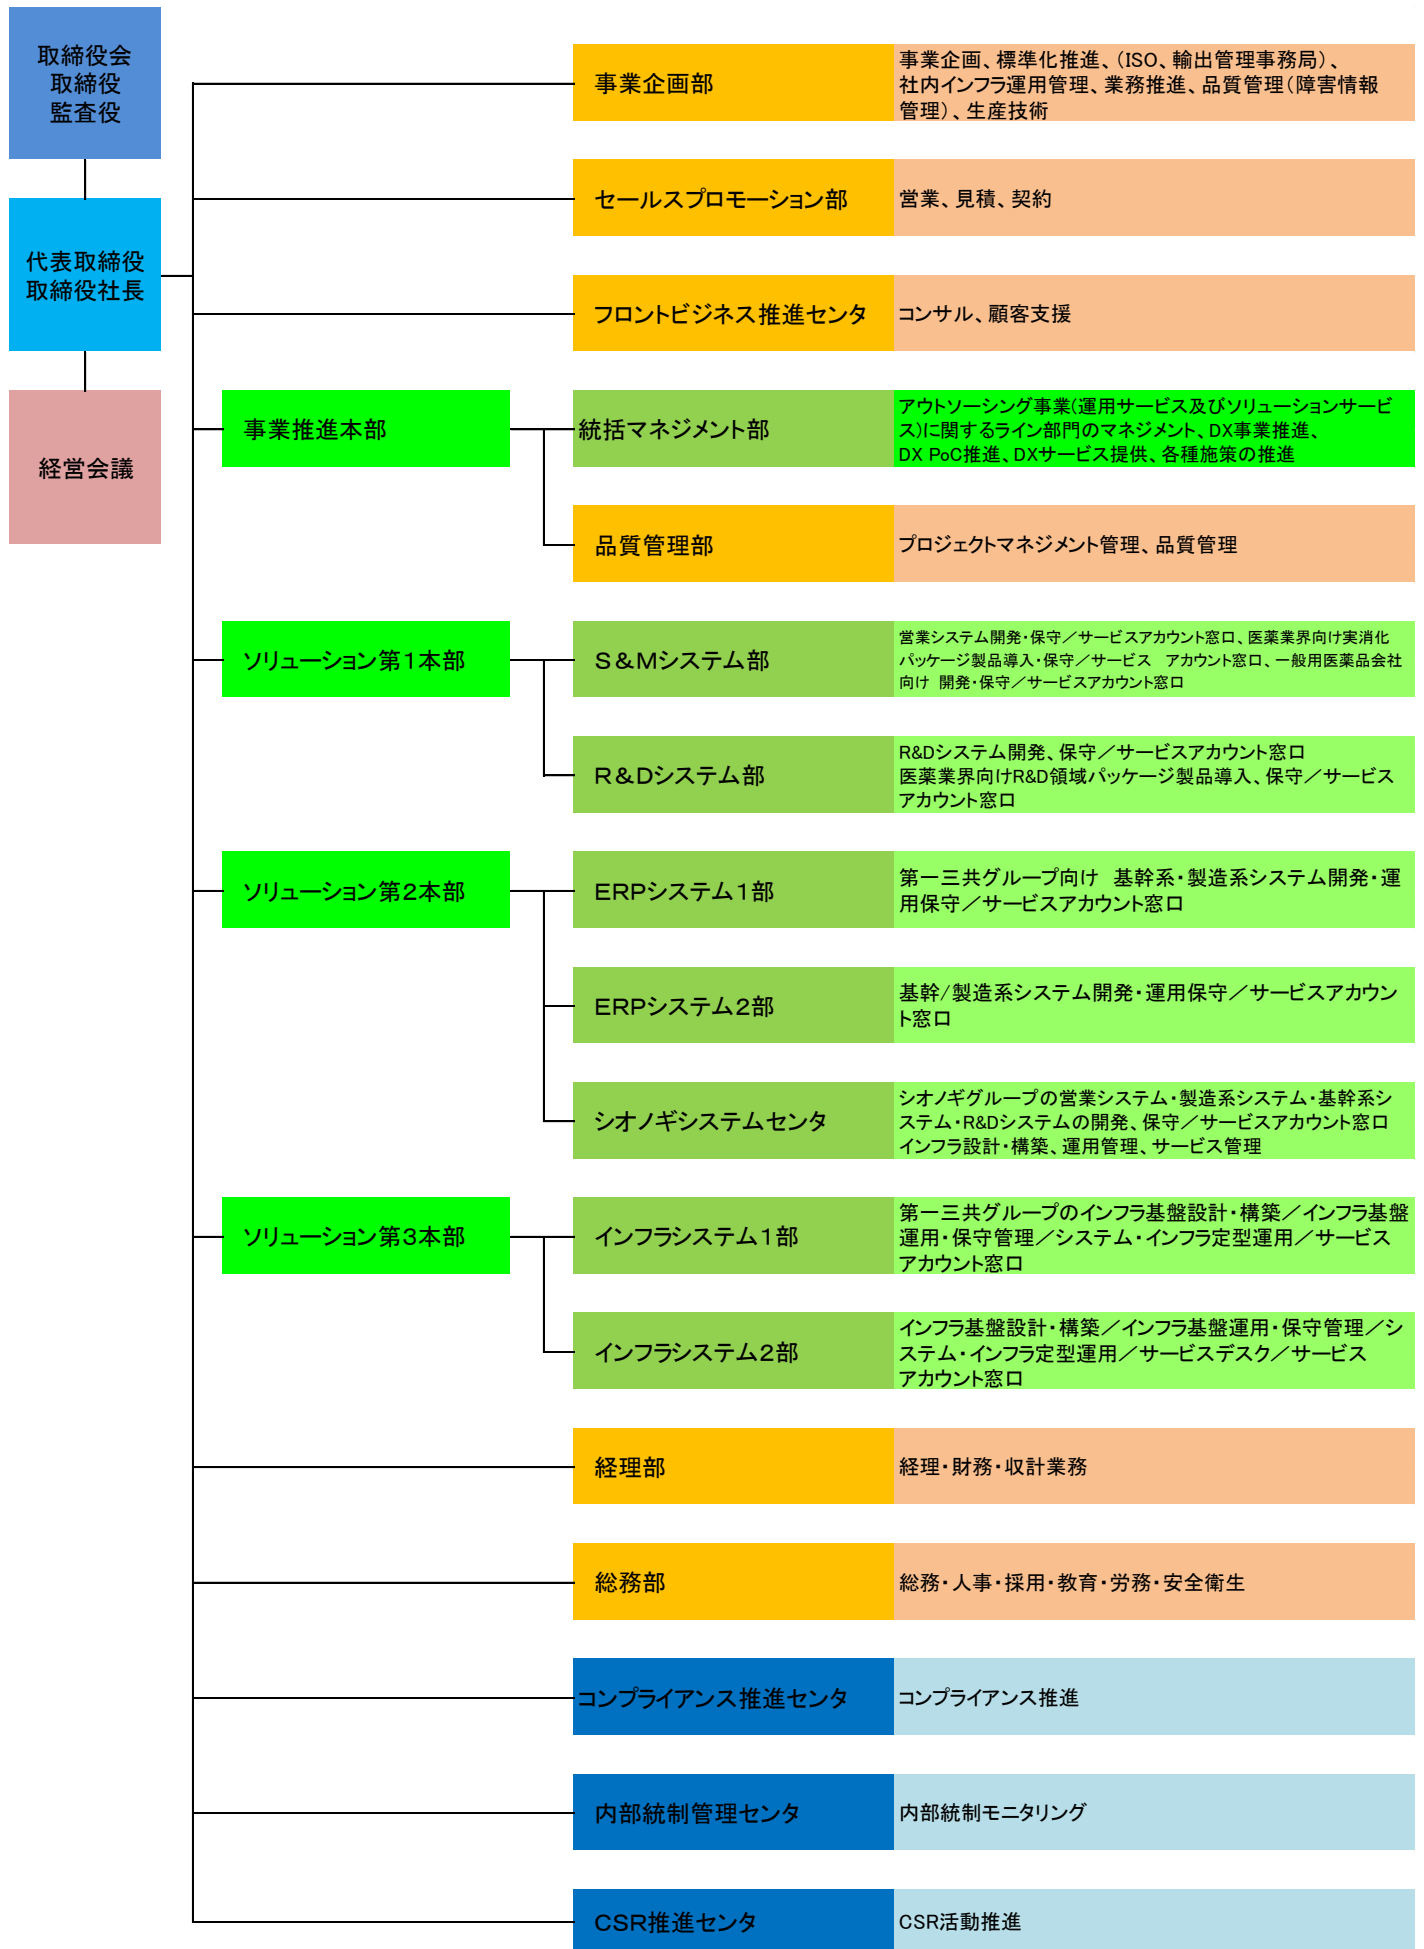 取締役会
取締役
監査役
代表取締役
取締役社長
経営会議
事業企画部
事業企画、標準化推進、(ISO、輸出管理事務局)、
社内インフラ運用管理、業務推進、品質管理(障害情報
管理)、生産技術
セールスプロモーション部
営業、見積、契約
フロントビジネス推進センタ
コンサル、顧客支援
事業推進本部
統括マネジメント部
アウトソーシング事業(運用サービス及びソリューションサービ
ス)に関するライン部門のマネジメント、DX事業推進、
DX PoC推進、DXサービス提供、各種施策の推進
品質管理部
プロジェクトマネジメント管理、品質管理
ソリューション第1本部
S&Mシステム部
営業システム開発・保守/サービスアカウント窓口、医薬業界向け実消化
パッケージ製品導入・保守/サービス アカウント窓口、一般用医薬品会社
向け 開発・保守/サービスアカウント窓口
R&Dシステム部
R&Dシステム開発、保守/サービスアカウント窓口
医薬業界向けR&D領域パッケージ製品導入、保守/サービス
アカウント窓口
ソリューション第2本部
ERPシステム1部
第一三共グループ向け 基幹系・製造系システム開発・運
用保守/サービスアカウント窓口
ERPシステム2部
基幹/製造系システム開発・運用保守/サービスアカウン
ト窓口
シオノギシステムセンタ
シオノギグループの営業システム・製造系システム・基幹系シ
ステム・R&Dシステムの開発、保守/サービスアカウント窓口
インフラ設計・構築、運用管理、サービス管理
ソリューション第3本部
インフラシステム1部
第一三共グループのインフラ基盤設計・構築/インフラ基盤
運用・保守管理/システム・インフラ定型運用/サービス
アカウント窓口
インフラシステム2部
インフラ基盤設計・構築/インフラ基盤運用・保守管理/シ
ステム・インフラ定型運用/サービスデスク/サービス
アカウント窓口
経理部
経理・財務・収計業務
総務部
総務・人事・採用・教育・労務・安全衛生
コンプライアンス推進センタ
コンプライアンス推進
内部統制管理センタ
内部統制モニタリング
CSR推進センタ
CSR活動推進